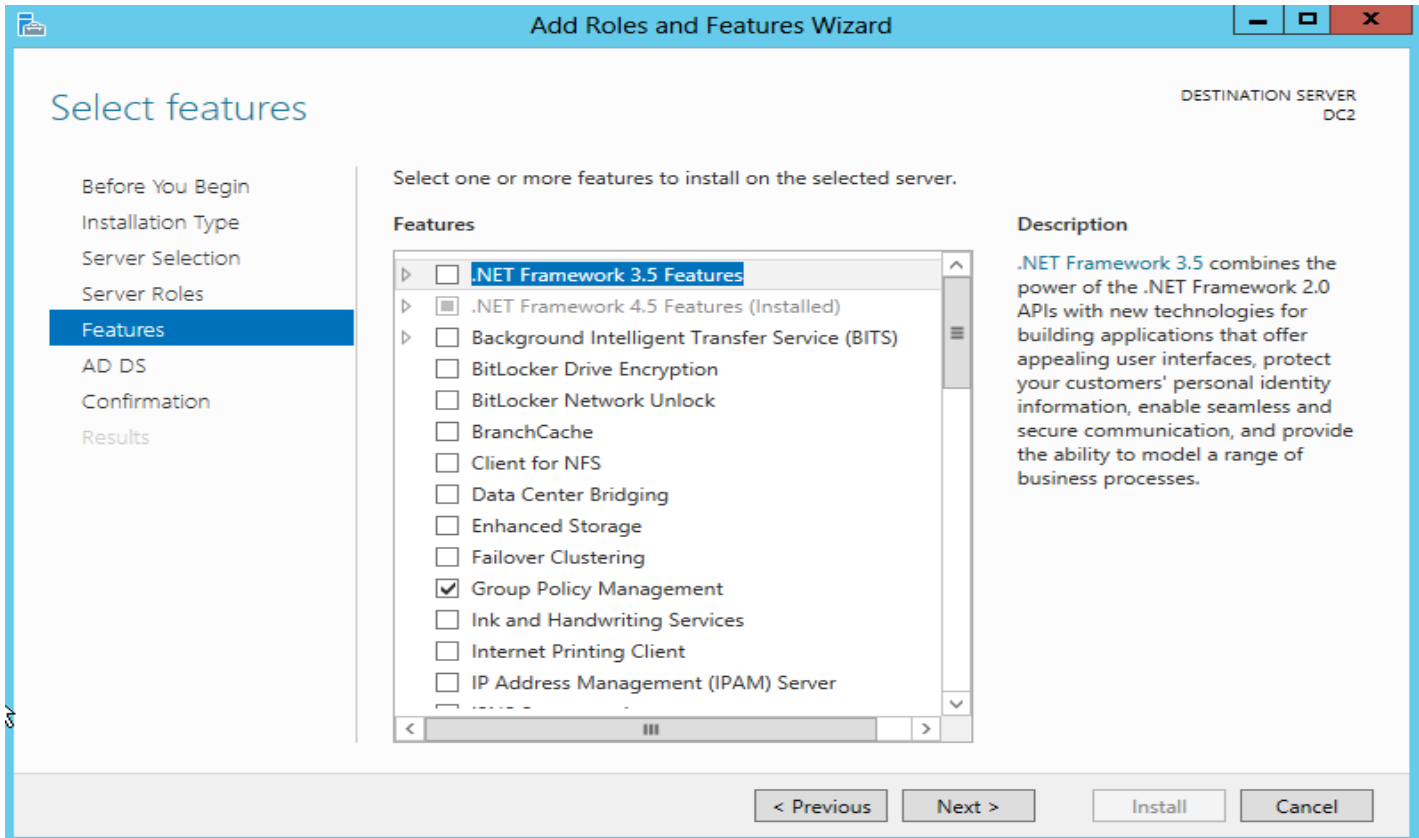 Add Roles and Features Wizard
Select features
DESTINATION SERVER
DC2
Before You Begin
Installation Type
Server Selection
Server Roles
Features
AD DS
Confirmation
Results
Select one or more features to install on the selected server.
Features
.NET Framework 3.5 Features
.NET Framework 4.5 Features (Installed)
Background Intelligent Transfer Service (BITS)
BitLocker Drive Encryption
BitLocker Network Unlock
BranchCache
Client for NFS
Data Center Bridging
Enhanced Storage
Failover Clustering
Group Policy Management
Ink and Handwriting Services
Internet Printing Client
IP Address Management (IPAM) Server
Description
.NET Framework 3.5 combines the
power of the .NET Framework 2.0
APIs with new technologies for
building applications that offer
appealing user interfaces, protect
your customers' personal identity
information, enable seamless and
secure communication, and provide
the ability to model a range of
business processes.
< Previous
Next >
Install
Cancel